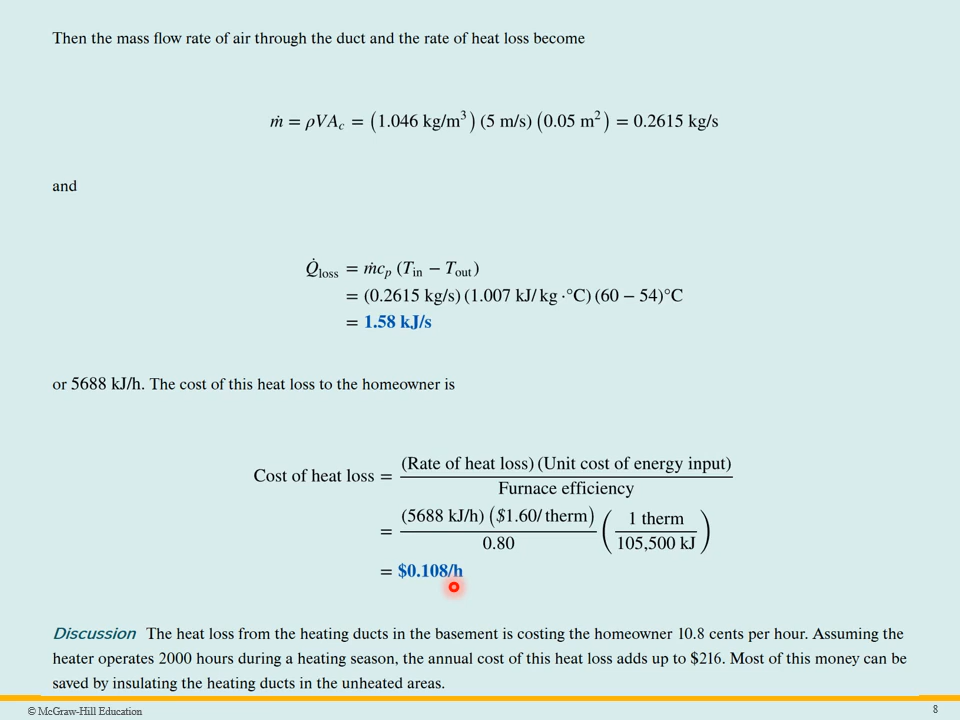 Then the mass flow rate of air through the duct and the rate of heat loss become
ṁ = ρVA_c = (1.046 kg/m³) (5 m/s) (0.05 m²) = 0.2615 kg/s
and
Q̇_loss = ṁc_p (T_in − T_out)
= (0.2615 kg/s) (1.007 kJ/kg ·°C) (60 − 54)°C
= 1.58 kJ/s
or 5688 kJ/h. The cost of this heat loss to the homeowner is
Cost of heat loss = (Rate of heat loss) (Unit cost of energy input) / Furnace efficiency
= (5688 kJ/h) ($1.60/therm) / 0.80 (1 therm / 105,500 kJ)
= $0.108/h
Discussion The heat loss from the heating ducts in the basement is costing the homeowner 10.8 cents per hour. Assuming the
heater operates 2000 hours during a heating season, the annual cost of this heat loss adds up to $216. Most of this money can be
saved by insulating the heating ducts in the unheated areas.
© McGraw-Hill Education
8